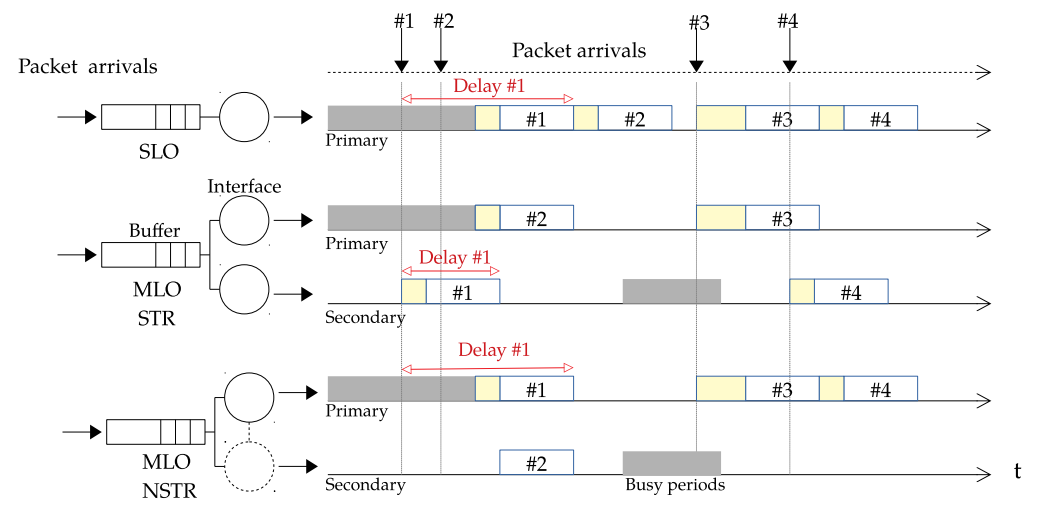 #1 #2 #3 #4
Packet arrivals
Packet arrivals
Delay #1
#1 #2 #3 #4
Primary
SLO
Interface
#2 #3
Buffer
Primary
Delay #1
#1 #4
MLO
STR
Secondary
Delay #1
#1 #3 #4
Primary
#2
MLO
NSTR
Secondary
Busy periods
t